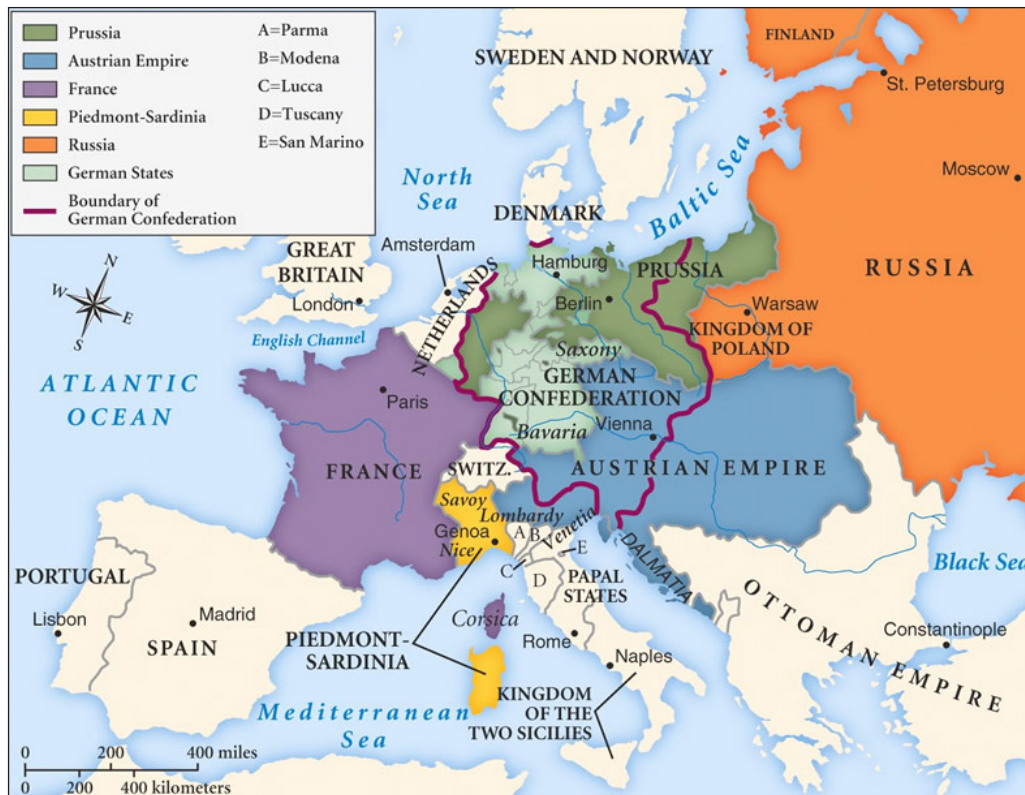 Prussia
Austrian Empire
France
Piedmont-Sardinia
Russia
German States
Boundary of
German Confederation
A=Parma
B=Modena
C=Lucca
D=Tuscany
E=San Marino
N
W
E
S
FINLAND
SWEDEN AND NORWAY
St. Petersburg
Moscow
North
Sea
Baltic Sea
DENMARK
GREAT
BRITAIN
London
Amsterdam
NETHERLANDS
Hamburg
PRUSSIA
RUSSIA
Berlin
Warsaw
KINGDOM OF
POLAND
English Channel
Saxony
GERMAN
CONFEDERATION
ATLANTIC
OCEAN
Paris
Bavaria
Vienna
FRANCE
SWITZ.
AUSTRIAN EMPIRE
Savoy
Lombardy
Venetia
Genoa
Nice
A
B
C
D
E
DALMATIA
Black Sea
PORTUGAL
Lisbon
Madrid
SPAIN
PAPAL
STATES
Corsica
Rome
PIEDMONT-
SARDINIA
Naples
OTTOMAN EMPIRE
Constantinople
KINGDOM
OF THE
TWO SICILIES
Mediterranean
Sea
0 200 400 miles
0 200 400 kilometers